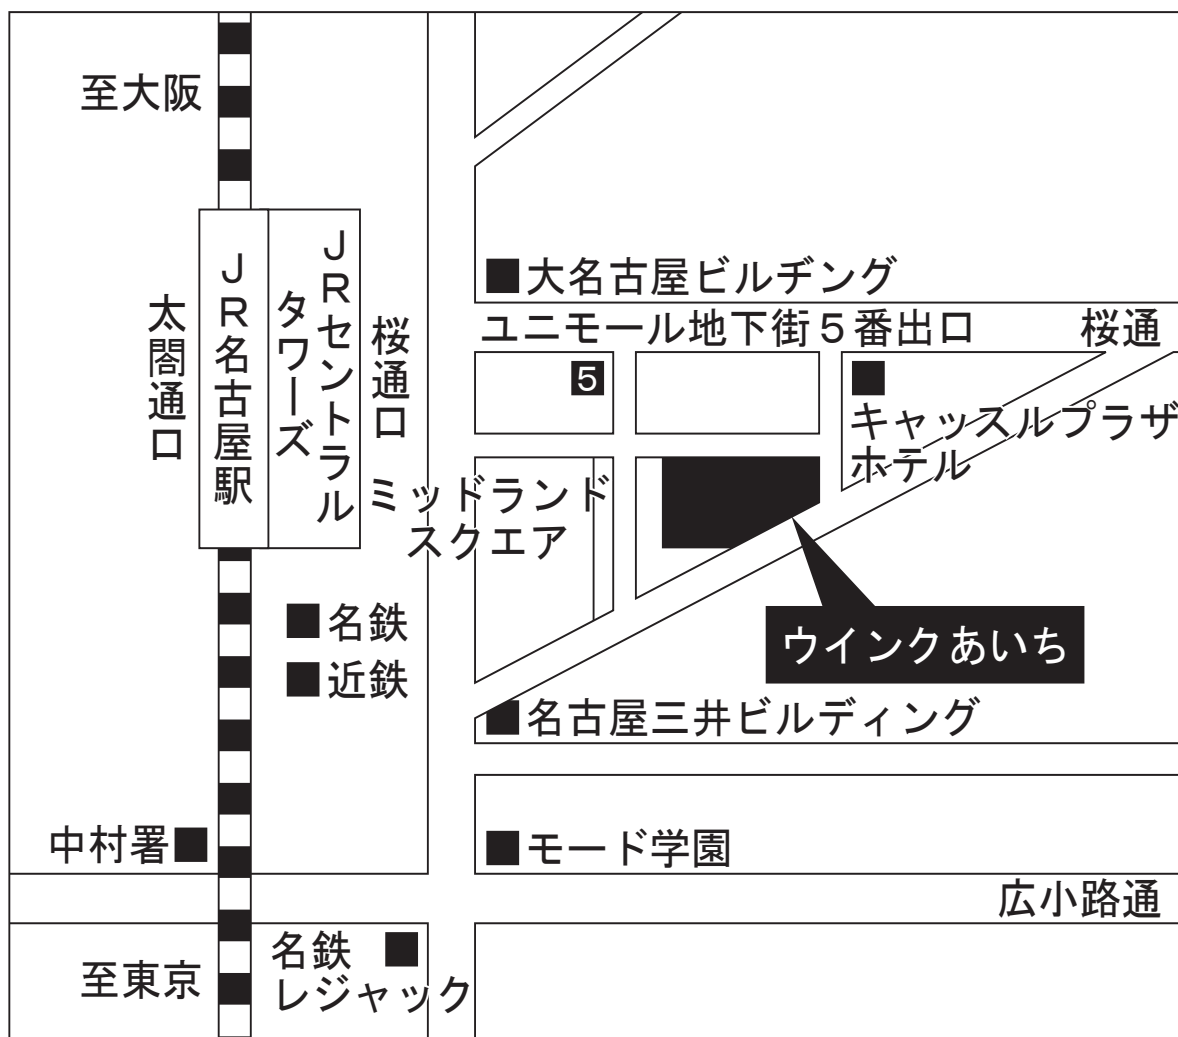 至大阪
JR名古屋駅
JRセントラル
タワーズ
太閤通口
桜通口
■大名古屋ビルヂング
ユニモール地下街5番出口
桜通
5
キャッスルプラザ
ホテル
ミッドランド
スクエア
ウインクあいち
■名鉄
■近鉄
■名古屋三井ビルディング
中村署■
■モード学園
広小路通
名鉄 ■
レジャック
至東京